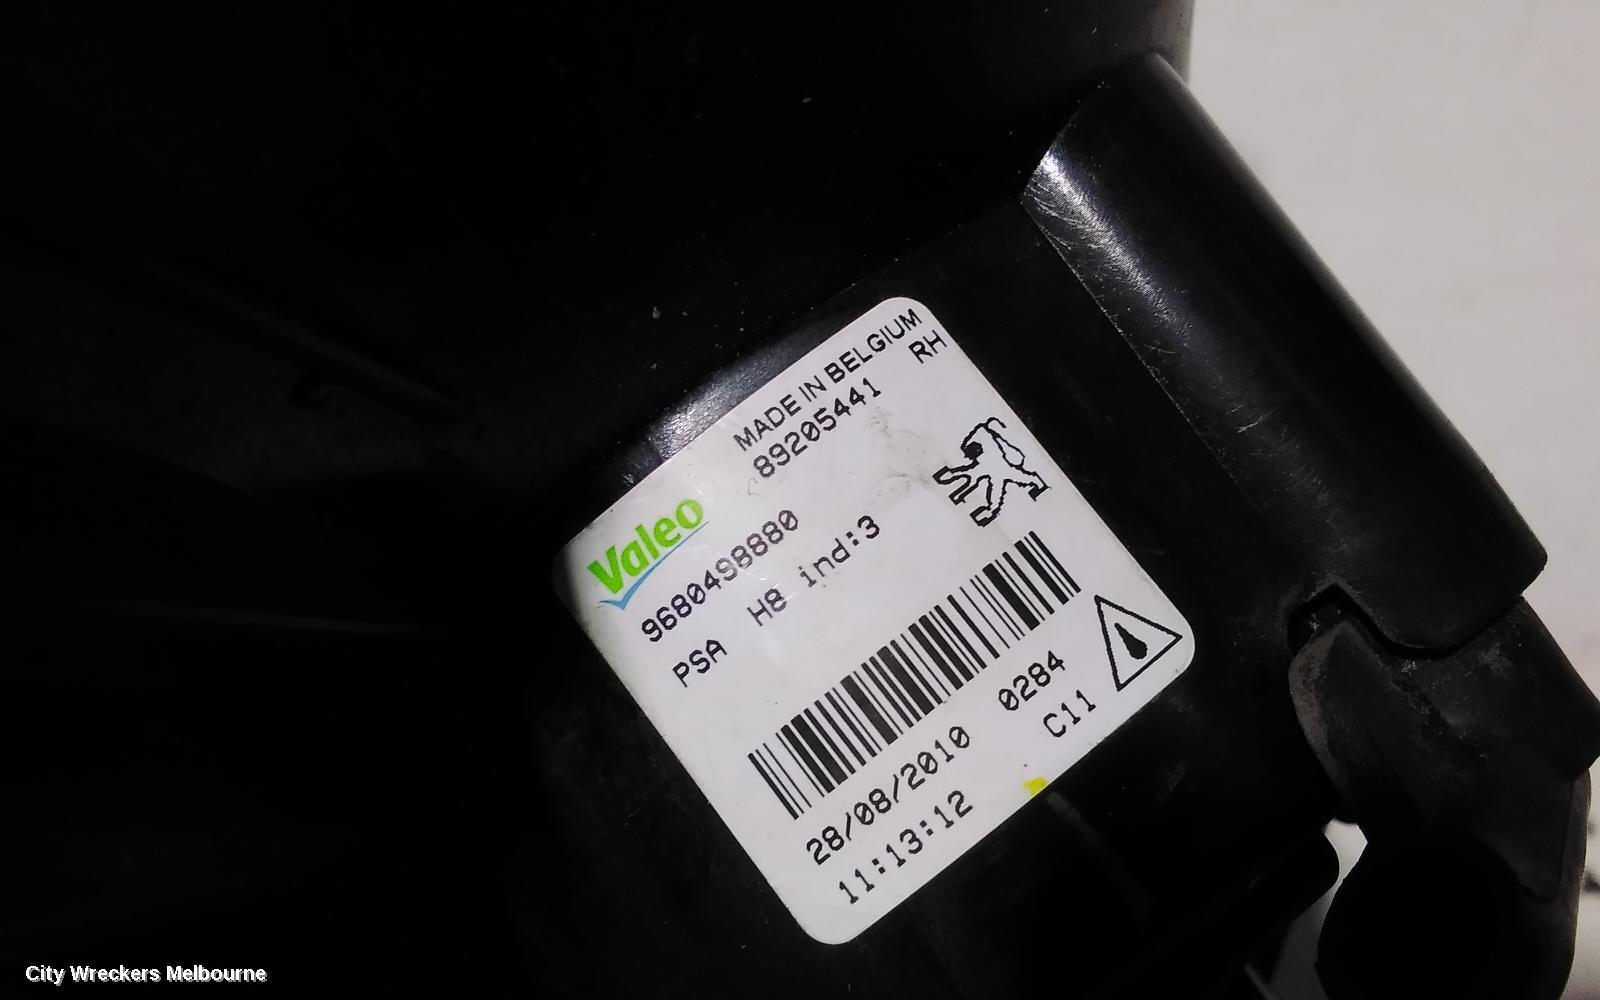 MADE IN BELGIUM
89205441 RH
Valeo
9680498880
PSA H8 ind:3
28/08/2010 0284
11:13:12 C11
City Wreckers Melbourne